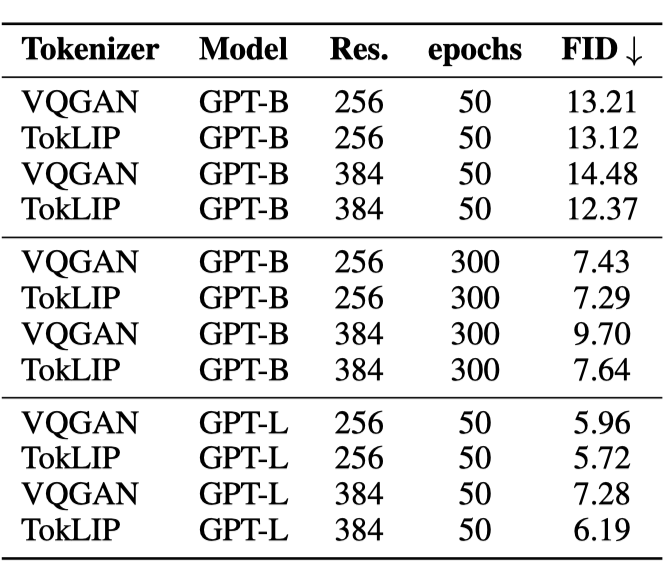 Tokenizer Model Res. epochs FID ↓
VQGAN GPT-B 256 50 13.21
TokLIP GPT-B 256 50 13.12
VQGAN GPT-B 384 50 14.48
TokLIP GPT-B 384 50 12.37
VQGAN GPT-B 256 300 7.43
TokLIP GPT-B 256 300 7.29
VQGAN GPT-B 384 300 9.70
TokLIP GPT-B 384 300 7.64
VQGAN GPT-L 256 50 5.96
TokLIP GPT-L 256 50 5.72
VQGAN GPT-L 384 50 7.28
TokLIP GPT-L 384 50 6.19